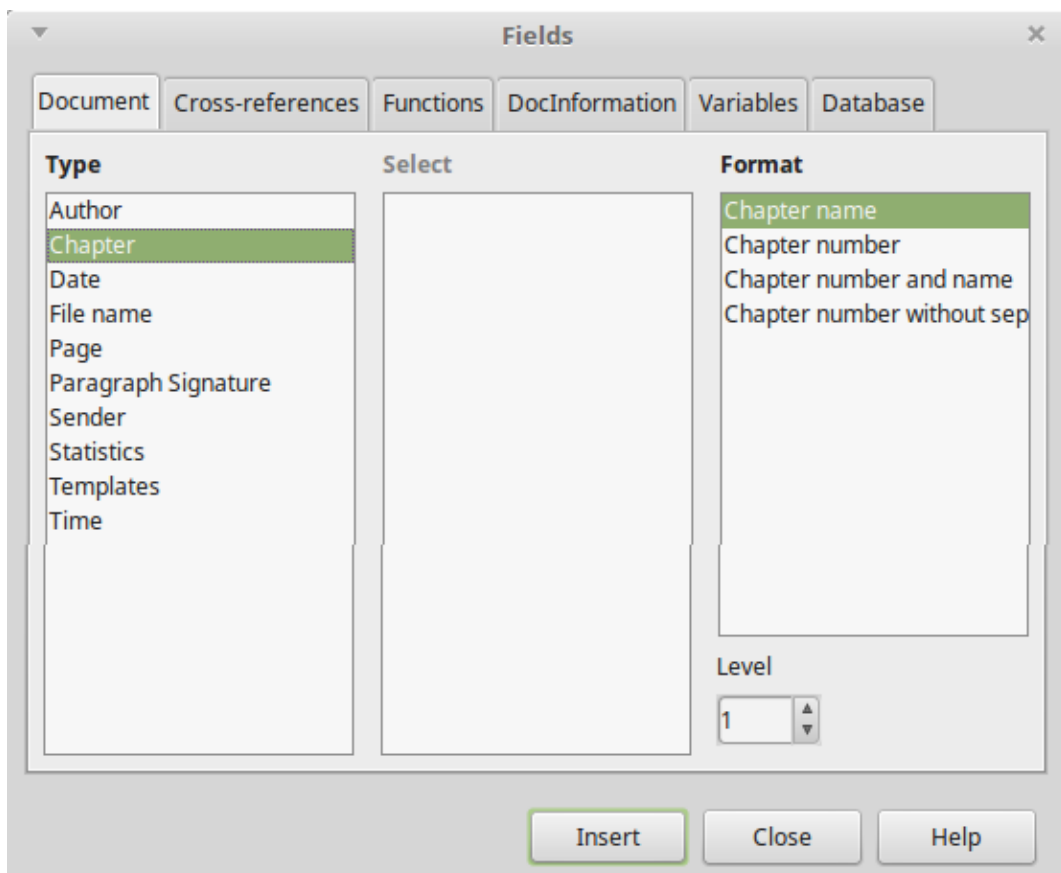 Fields
Document Cross-references Functions DocInformation Variables Database
Type
Author
Chapter
Date
File name
Page
Paragraph Signature
Sender
Statistics
Templates
Time
Select
Format
Chapter name
Chapter number
Chapter number and name
Chapter number without sep
Level
1
Insert Close Help